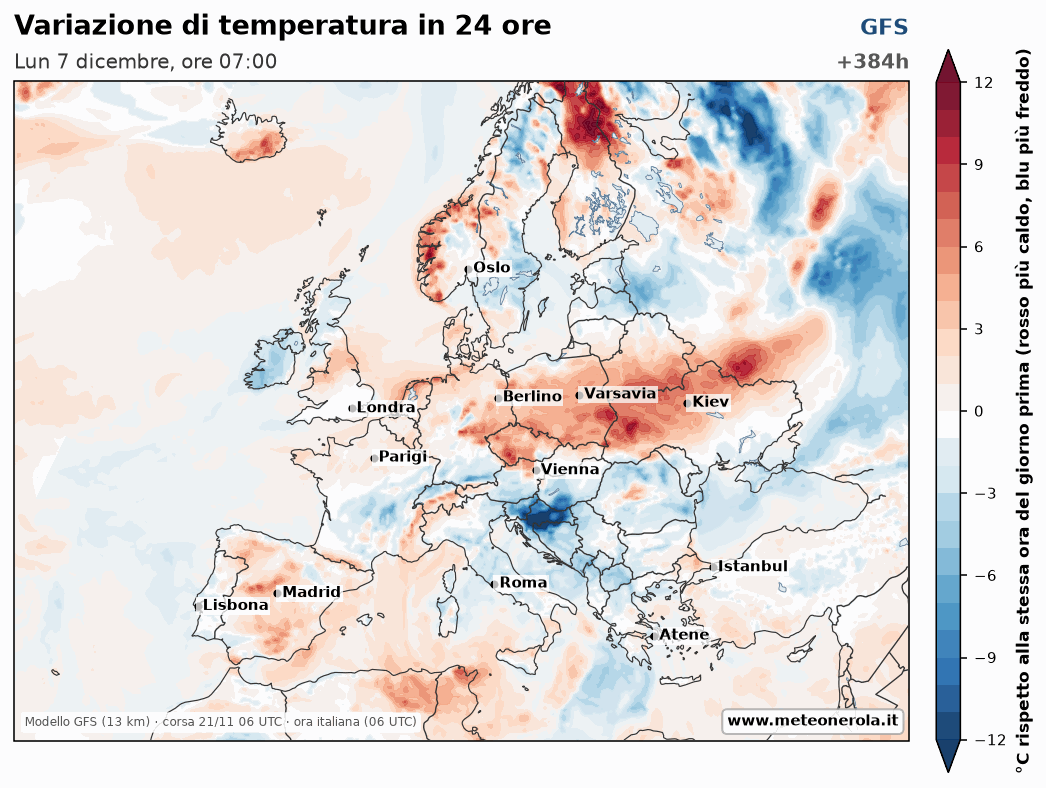 Variazione di temperatura in 24 ore
GFS
Lun 7 dicembre, ore 07:00
+384h
Oslo
Berlino
Varsavia
Kiev
Londra
Parigi
Vienna
Istanbul
Roma
Madrid
Lisbona
Atene
Modello GFS (13 km) · corsa 21/11 06 UTC · ora italiana (06 UTC)
www.meteonerola.it
12
9
6
3
0
−3
−6
−9
−12
°C rispetto alla stessa ora del giorno prima (rosso più caldo, blu più freddo)